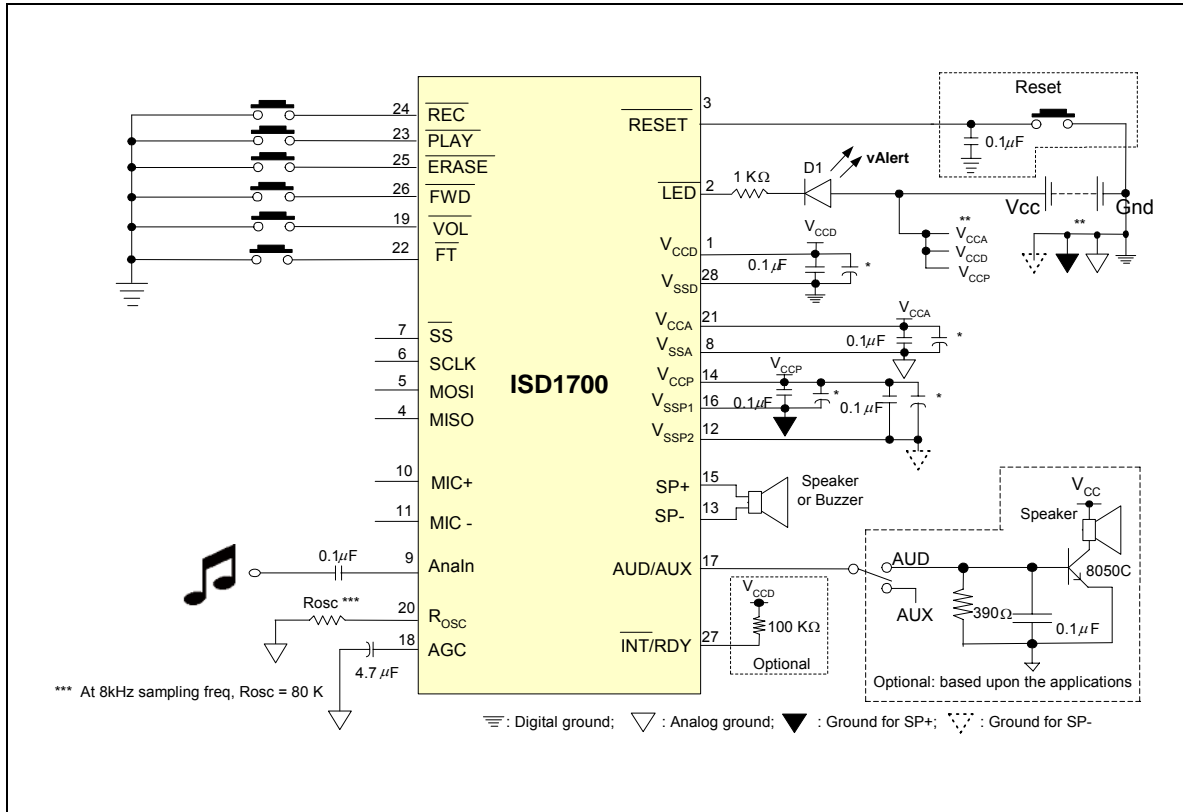 24
REC
23
PLAY
25
ERASE
26
FWD
19
VOL
22
FT
7
SS
6
SCLK
5
MOSI
4
MISO
10
MIC+
11
MIC -
0.1µF
9
AnaIn
Rosc ***
20
ROSC
18
AGC
4.7 µF
*** At 8kHz sampling freq, Rosc = 80 K
ISD1700
3
RESET
Reset
0.1µF
LED
2
1 KΩ
D1
vAlert
Vcc
Gnd
**
VCCA
VCCD
VCCP
**
VCCD
1
VCCD
0.1µF
*
VSSD
28
VCCA
21
VCCA
0.1µF
*
VSSA
8
VCCP
14
VCCP
VSSP1
16
0.1µF
*
0.1µF
*
VSSP2
12
SP+
15
Speaker
or Buzzer
SP-
13
AUD/AUX
17
AUD
AUX
VCC
Speaker
8050C
390Ω
0.1µF
Optional: based upon the applications
VCCD
100 KΩ
INT/RDY
27
Optional
: Digital ground;
: Analog ground;
: Ground for SP+;
: Ground for SP-